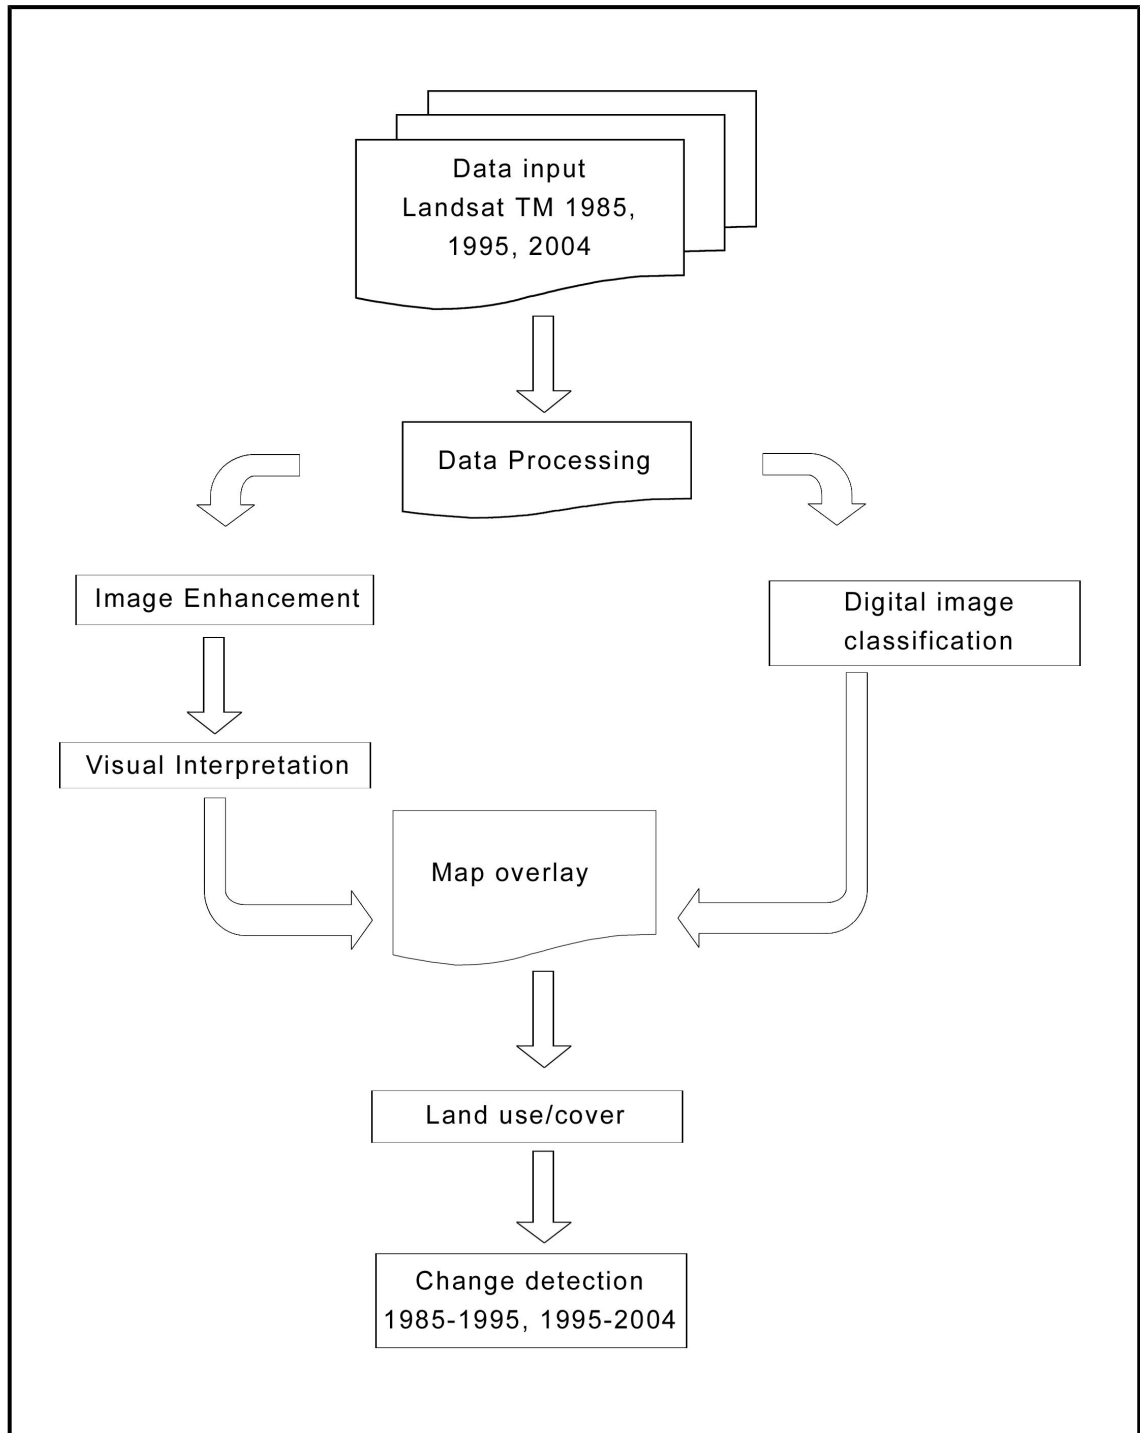 Data input
Landsat TM 1985,
1995, 2004
Data Processing
Image Enhancement
Digital image
classification
Visual Interpretation
Map overlay
Land use/cover
Change detection
1985-1995, 1995-2004